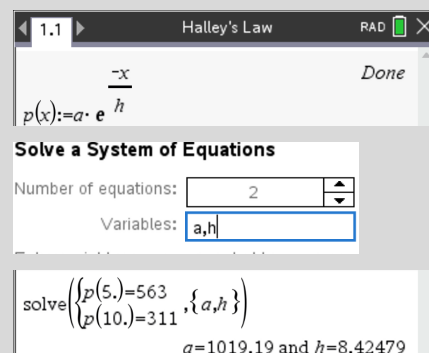 1.1 Halley's Law RAD
p(x):=a· e^(-x/h) Done
Solve a System of Equations
Number of equations: 2
Variables: a,h
solve({p(5.)=563
p(10.)=311 ,{a,h})
a=1019.19 and h=8.42479